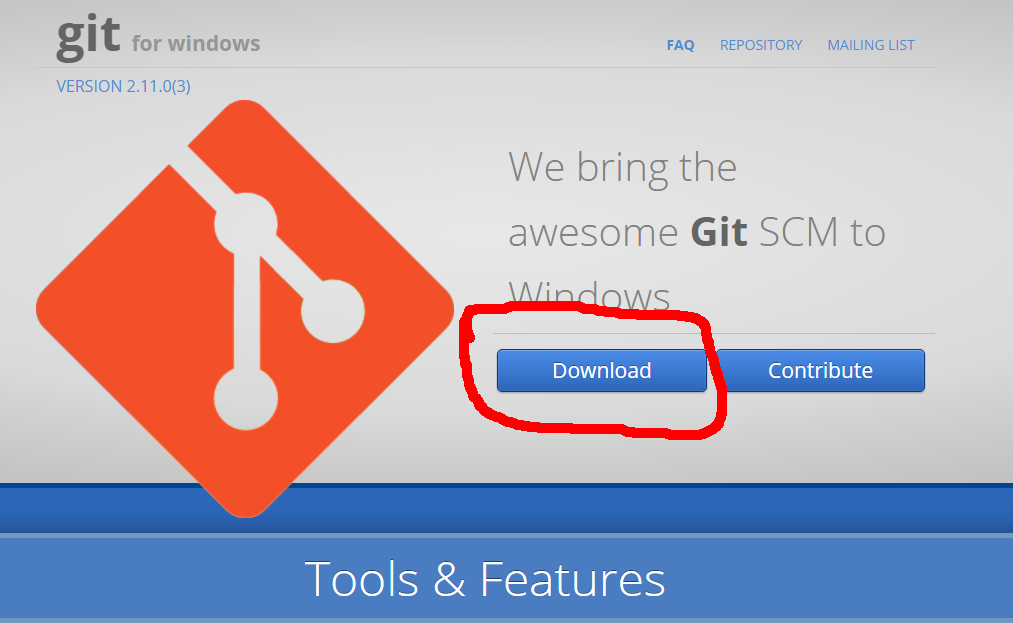 git for windows
FAQ REPOSITORY MAILING LIST
VERSION 2.11.0(3)
We bring the
awesome Git SCM to
Windows
Download Contribute
Tools & Features